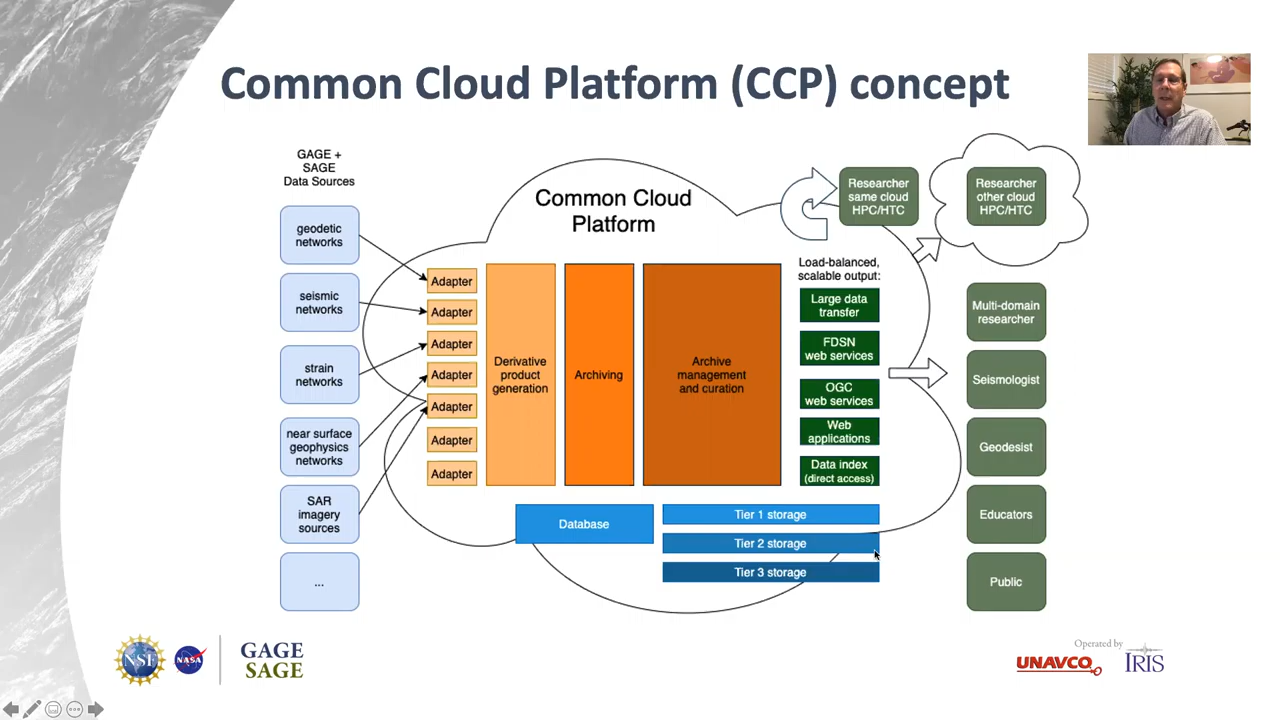 Common Cloud Platform (CCP) concept
GAGE +
SAGE
Data Sources
geodetic
networks
seismic
networks
strain
networks
near surface
geophysics
networks
SAR
imagery
sources
...
Common Cloud
Platform
Adapter
Adapter
Adapter
Adapter
Adapter
Adapter
Adapter
Derivative
product
generation
Archiving
Archive
management
and curation
Load-balanced,
scalable output:
Large data
transfer
FDSN
web services
OGC
web services
Web
applications
Data index
(direct access)
Database
Tier 1 storage
Tier 2 storage
Tier 3 storage
Researcher
same cloud
HPC/HTC
Researcher
other cloud
HPC/HTC
Multi-domain
researcher
Seismologist
Geodesist
Educators
Public
NSF
NASA
GAGE
SAGE
Operated by
UNAVCO
IRIS